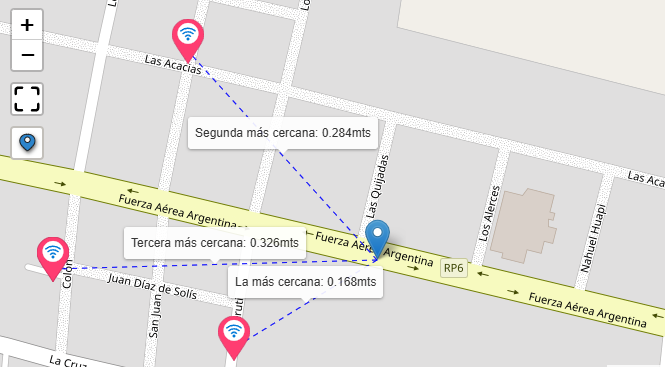 +
−
Las Acacias
Segunda más cercana: 0.284mts
Las Quijadas
Las Aca
Los Alerces
Nahuel Huapi
Fuerza Aérea Argentina
Fuerza Aérea Argentina
Tercera más cercana: 0.326mts
RP6
La más cercana: 0.168mts
Fuerza Aérea Argentina
Colón
Juan Díaz de Solís
San Juan
La Cruz